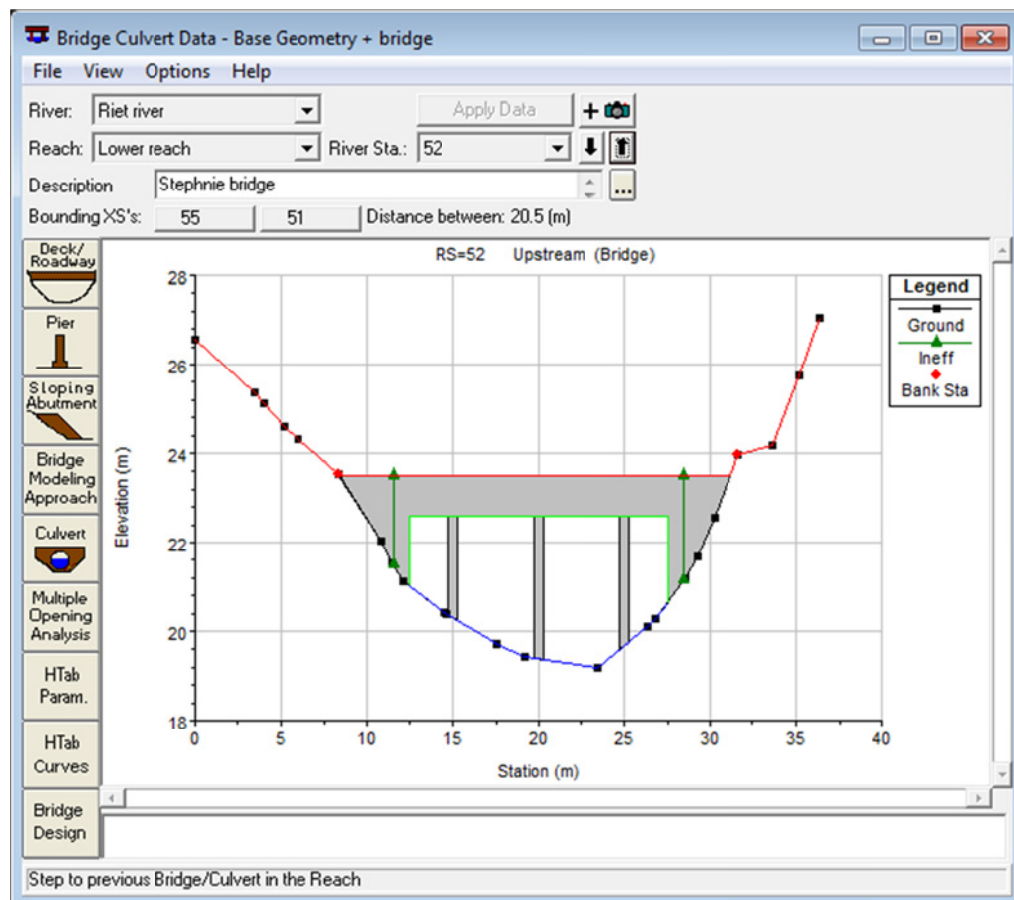 Bridge Culvert Data - Base Geometry + bridge
File View Options Help
River: Riet river Apply Data +
Reach: Lower reach River Sta.: 52
Description Stephnie bridge ...
Bounding XS's: 55 51 Distance between: 20.5 (m)
Deck/
Roadway
Pier
Sloping
Abutment
Bridge
Modeling
Approach
Culvert
Multiple
Opening
Analysis
HTab
Param.
HTab
Curves
Bridge
Design
RS=52 Upstream (Bridge)
28
26
24
22
20
18
Elevation (m)
0 5 10 15 20 25 30 35 40
Station (m)
Legend
Ground
Ineff
Bank Sta
Step to previous Bridge/Culvert in the Reach